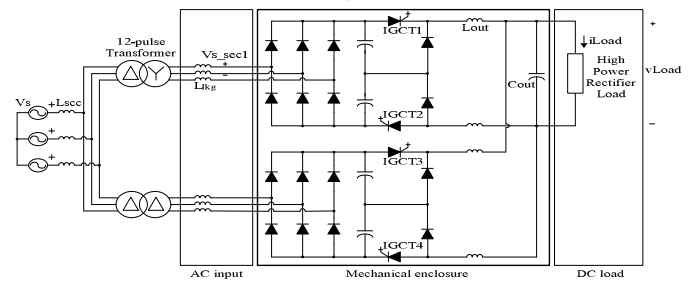 12-pulse
Transformer
Vs_sec1
+
-
Llkg
Vs
+
Lscc
+
+
IGCT1
Lout
IGCT2
Cout
iLoad
High
Power
Rectifier
Load
+
vLoad
-
IGCT3
IGCT4
AC input
Mechanical enclosure
DC load